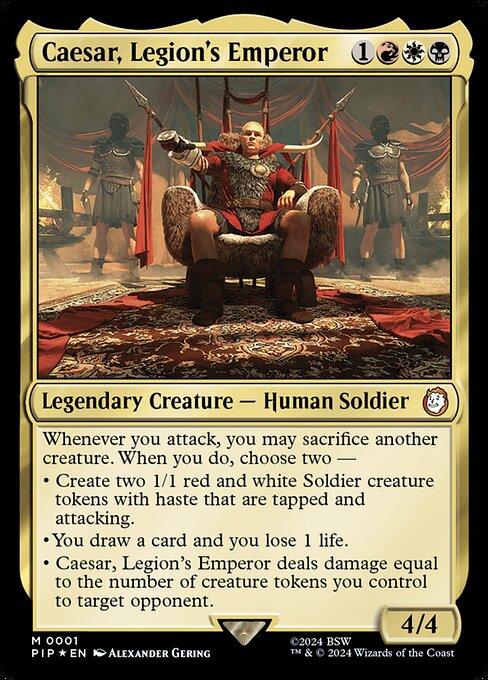 Caesar, Legion's Emperor 1
Legendary Creature — Human Soldier
Whenever you attack, you may sacrifice another
creature. When you do, choose two —
• Create two 1/1 red and white Soldier creature
tokens with haste that are tapped and
attacking.
• You draw a card and you lose 1 life.
• Caesar, Legion's Emperor deals damage equal
to the number of creature tokens you control
to target opponent.
4/4
M 0001
PIP ★ EN Alexander Gering
©2024 BSW
™ & © 2024 Wizards of the Coast